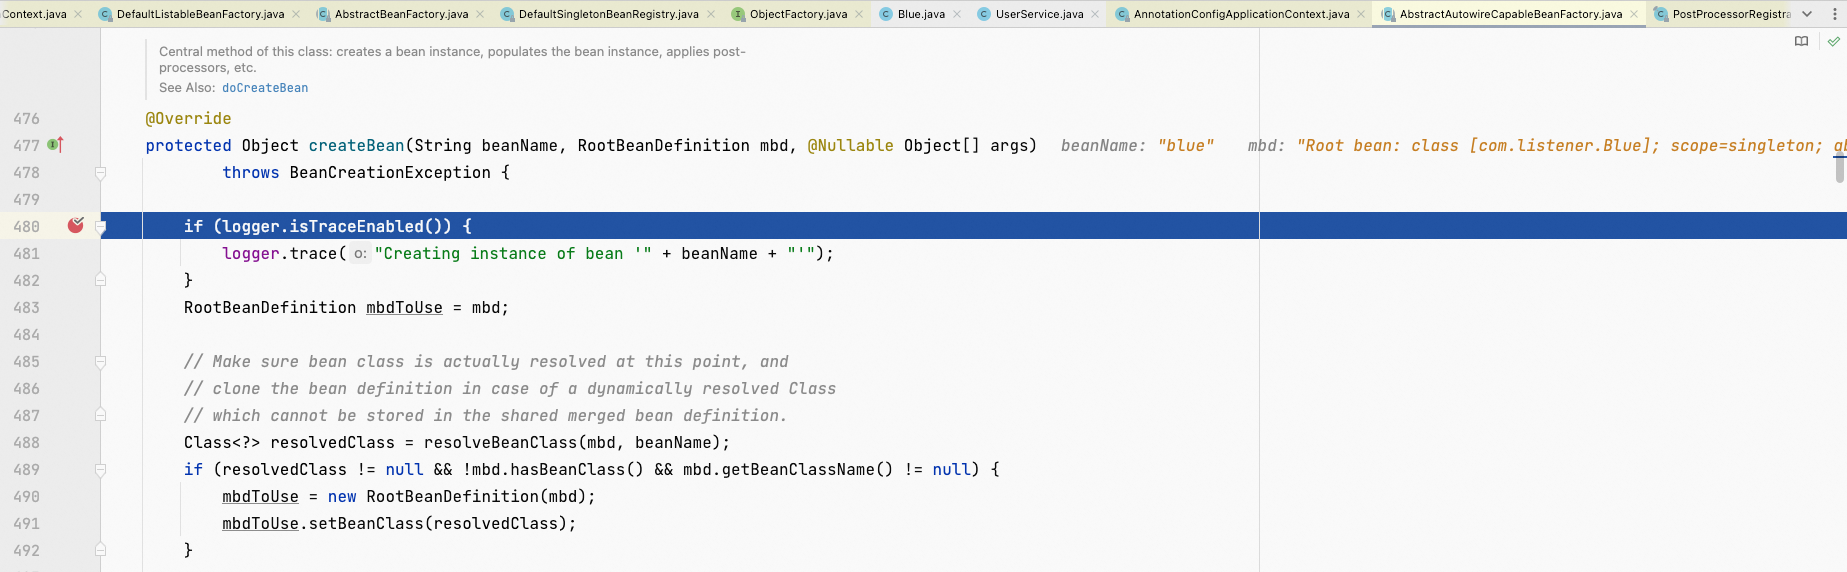 Context.java DefaultListableBeanFactory.java AbstractBeanFactory.java DefaultSingletonBeanRegistry.java ObjectFactory.java Blue.java UserService.java AnnotationConfigApplicationContext.java AbstractAutowireCapableBeanFactory.java PostProcessorRegistra
Central method of this class: creates a bean instance, populates the bean instance, applies post-
processors, etc.
See Also: doCreateBean
476 @Override
477 protected Object createBean(String beanName, RootBeanDefinition mbd, @Nullable Object[] args) beanName: "blue" mbd: "Root bean: class [com.listener.Blue]; scope=singleton; ab
478 throws BeanCreationException {
479
480 if (logger.isTraceEnabled()) {
481 logger.trace( o: "Creating instance of bean '" + beanName + "'");
482 }
483 RootBeanDefinition mbdToUse = mbd;
484
485 // Make sure bean class is actually resolved at this point, and
486 // clone the bean definition in case of a dynamically resolved Class
487 // which cannot be stored in the shared merged bean definition.
488 Class<?> resolvedClass = resolveBeanClass(mbd, beanName);
489 if (resolvedClass != null && !mbd.hasBeanClass() && mbd.getBeanClassName() != null) {
490 mbdToUse = new RootBeanDefinition(mbd);
491 mbdToUse.setBeanClass(resolvedClass);
492 }